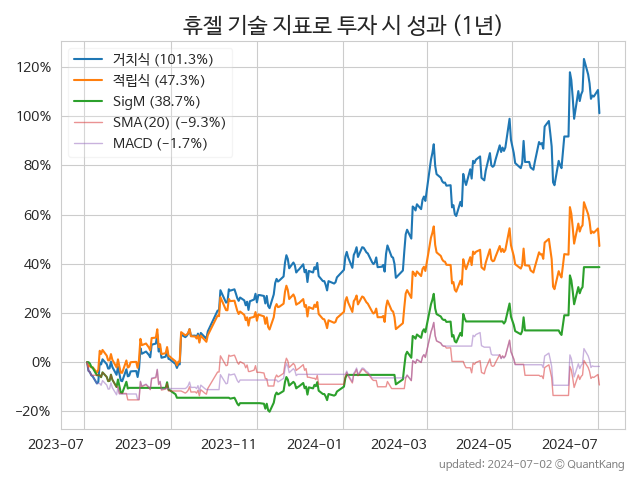 휴젤 기술 지표로 투자 시 성과 (1년)
거치식 (101.3%)
적립식 (47.3%)
SigM (38.7%)
SMA(20) (−9.3%)
MACD (−1.7%)
120%
100%
80%
60%
40%
20%
0%
−20%
2023-07 2023-09 2023-11 2024-01 2024-03 2024-05 2024-07
updated: 2024-07-02 © QuantKang